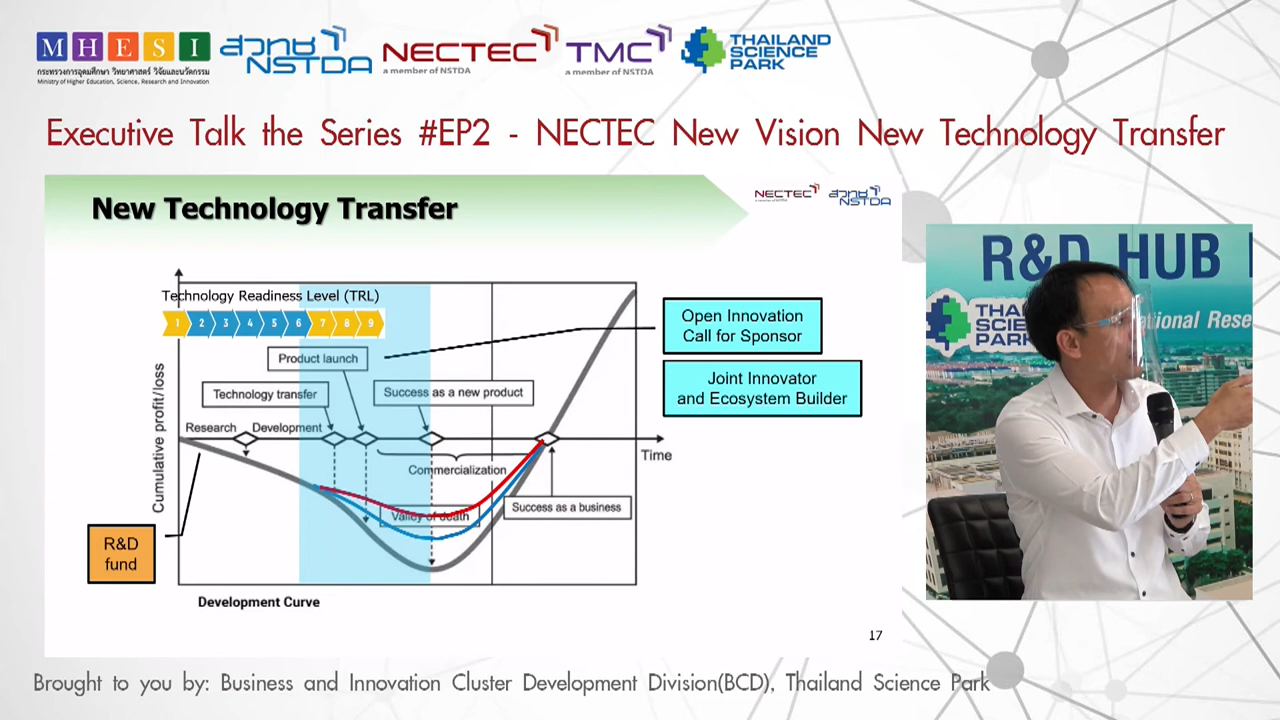 MHESI
กระทรวงการอุดมศึกษา วิทยาศาสตร์ วิจัยและนวัตกรรม
Ministry of Higher Education, Science, Research and Innovation
สวทช
NSTDA
NECTEC
a member of NSTDA
TMC
a member of NSTDA
THAILAND
SCIENCE
PARK
Executive Talk the Series #EP2 - NECTEC New Vision New Technology Transfer
New Technology Transfer
NECTEC
a member of NSTDA
สวทช
NSTDA
Technology Readiness Level (TRL)
1 2 3 4 5 6 7 8 9
Product launch
Technology transfer
Success as a new product
Research
Development
Commercialization
Time
Valley of death
Success as a business
Cumulative profit/loss
R&D
fund
Development Curve
Open Innovation
Call for Sponsor
Joint Innovator
and Ecosystem Builder
17
R&D HUB
THAI
SCIE
PARK
ational Rese
Brought to you by: Business and Innovation Cluster Development Division(BCD), Thailand Science Park